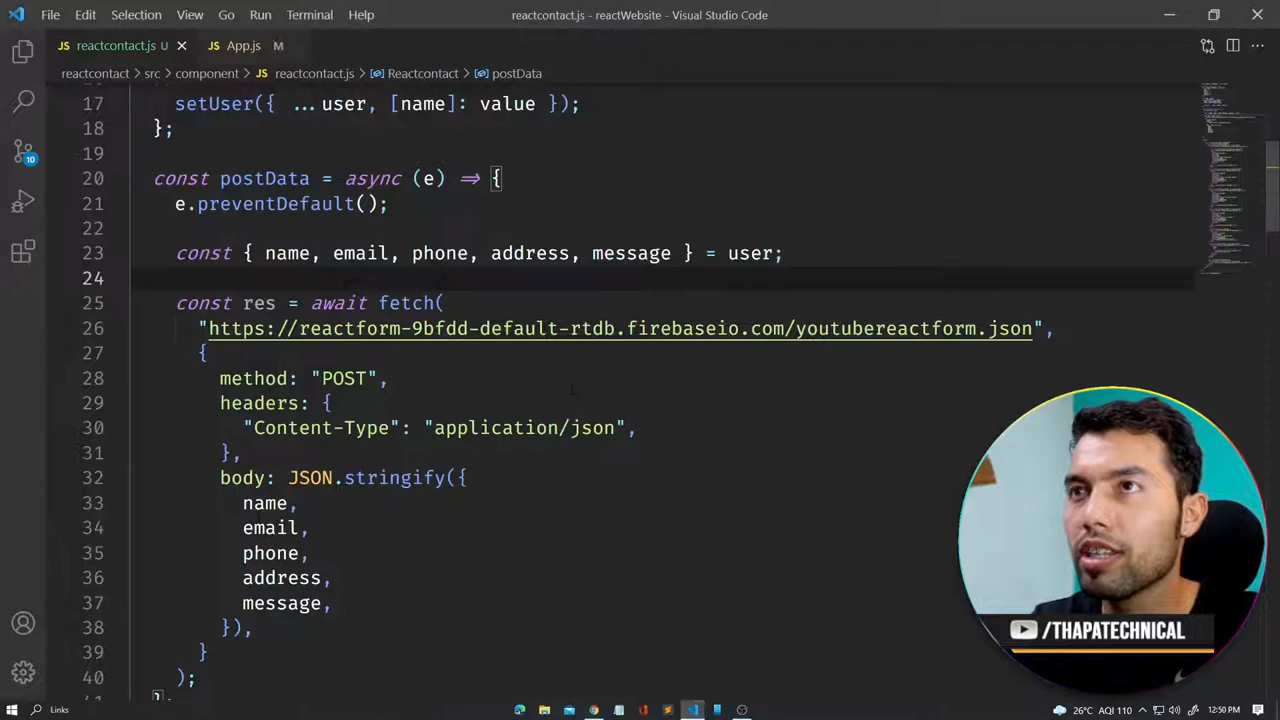 File Edit Selection View Go Run Terminal Help reactcontact.js - reactWebsite - Visual Studio Code
JS reactcontact.js U JS App.js M
reactcontact > src > component > JS reactcontact.js > Reactcontact > postData
17 setUser({ ...user, [name]: value });
18 };
19
20 const postData = async (e) => {
21 e.preventDefault();
22
23 const { name, email, phone, address, message } = user;
24
25 const res = await fetch(
26 "https://reactform-9bfdd-default-rtdb.firebaseio.com/youtubereactform.json",
27 {
28 method: "POST",
29 headers: {
30 "Content-Type": "application/json",
31 },
32 body: JSON.stringify({
33 name,
34 email,
35 phone,
36 address,
37 message,
38 }),
39 }
40 );
10
/THAPATECHNICAL
Links 26°C AQI 110 12:50 PM